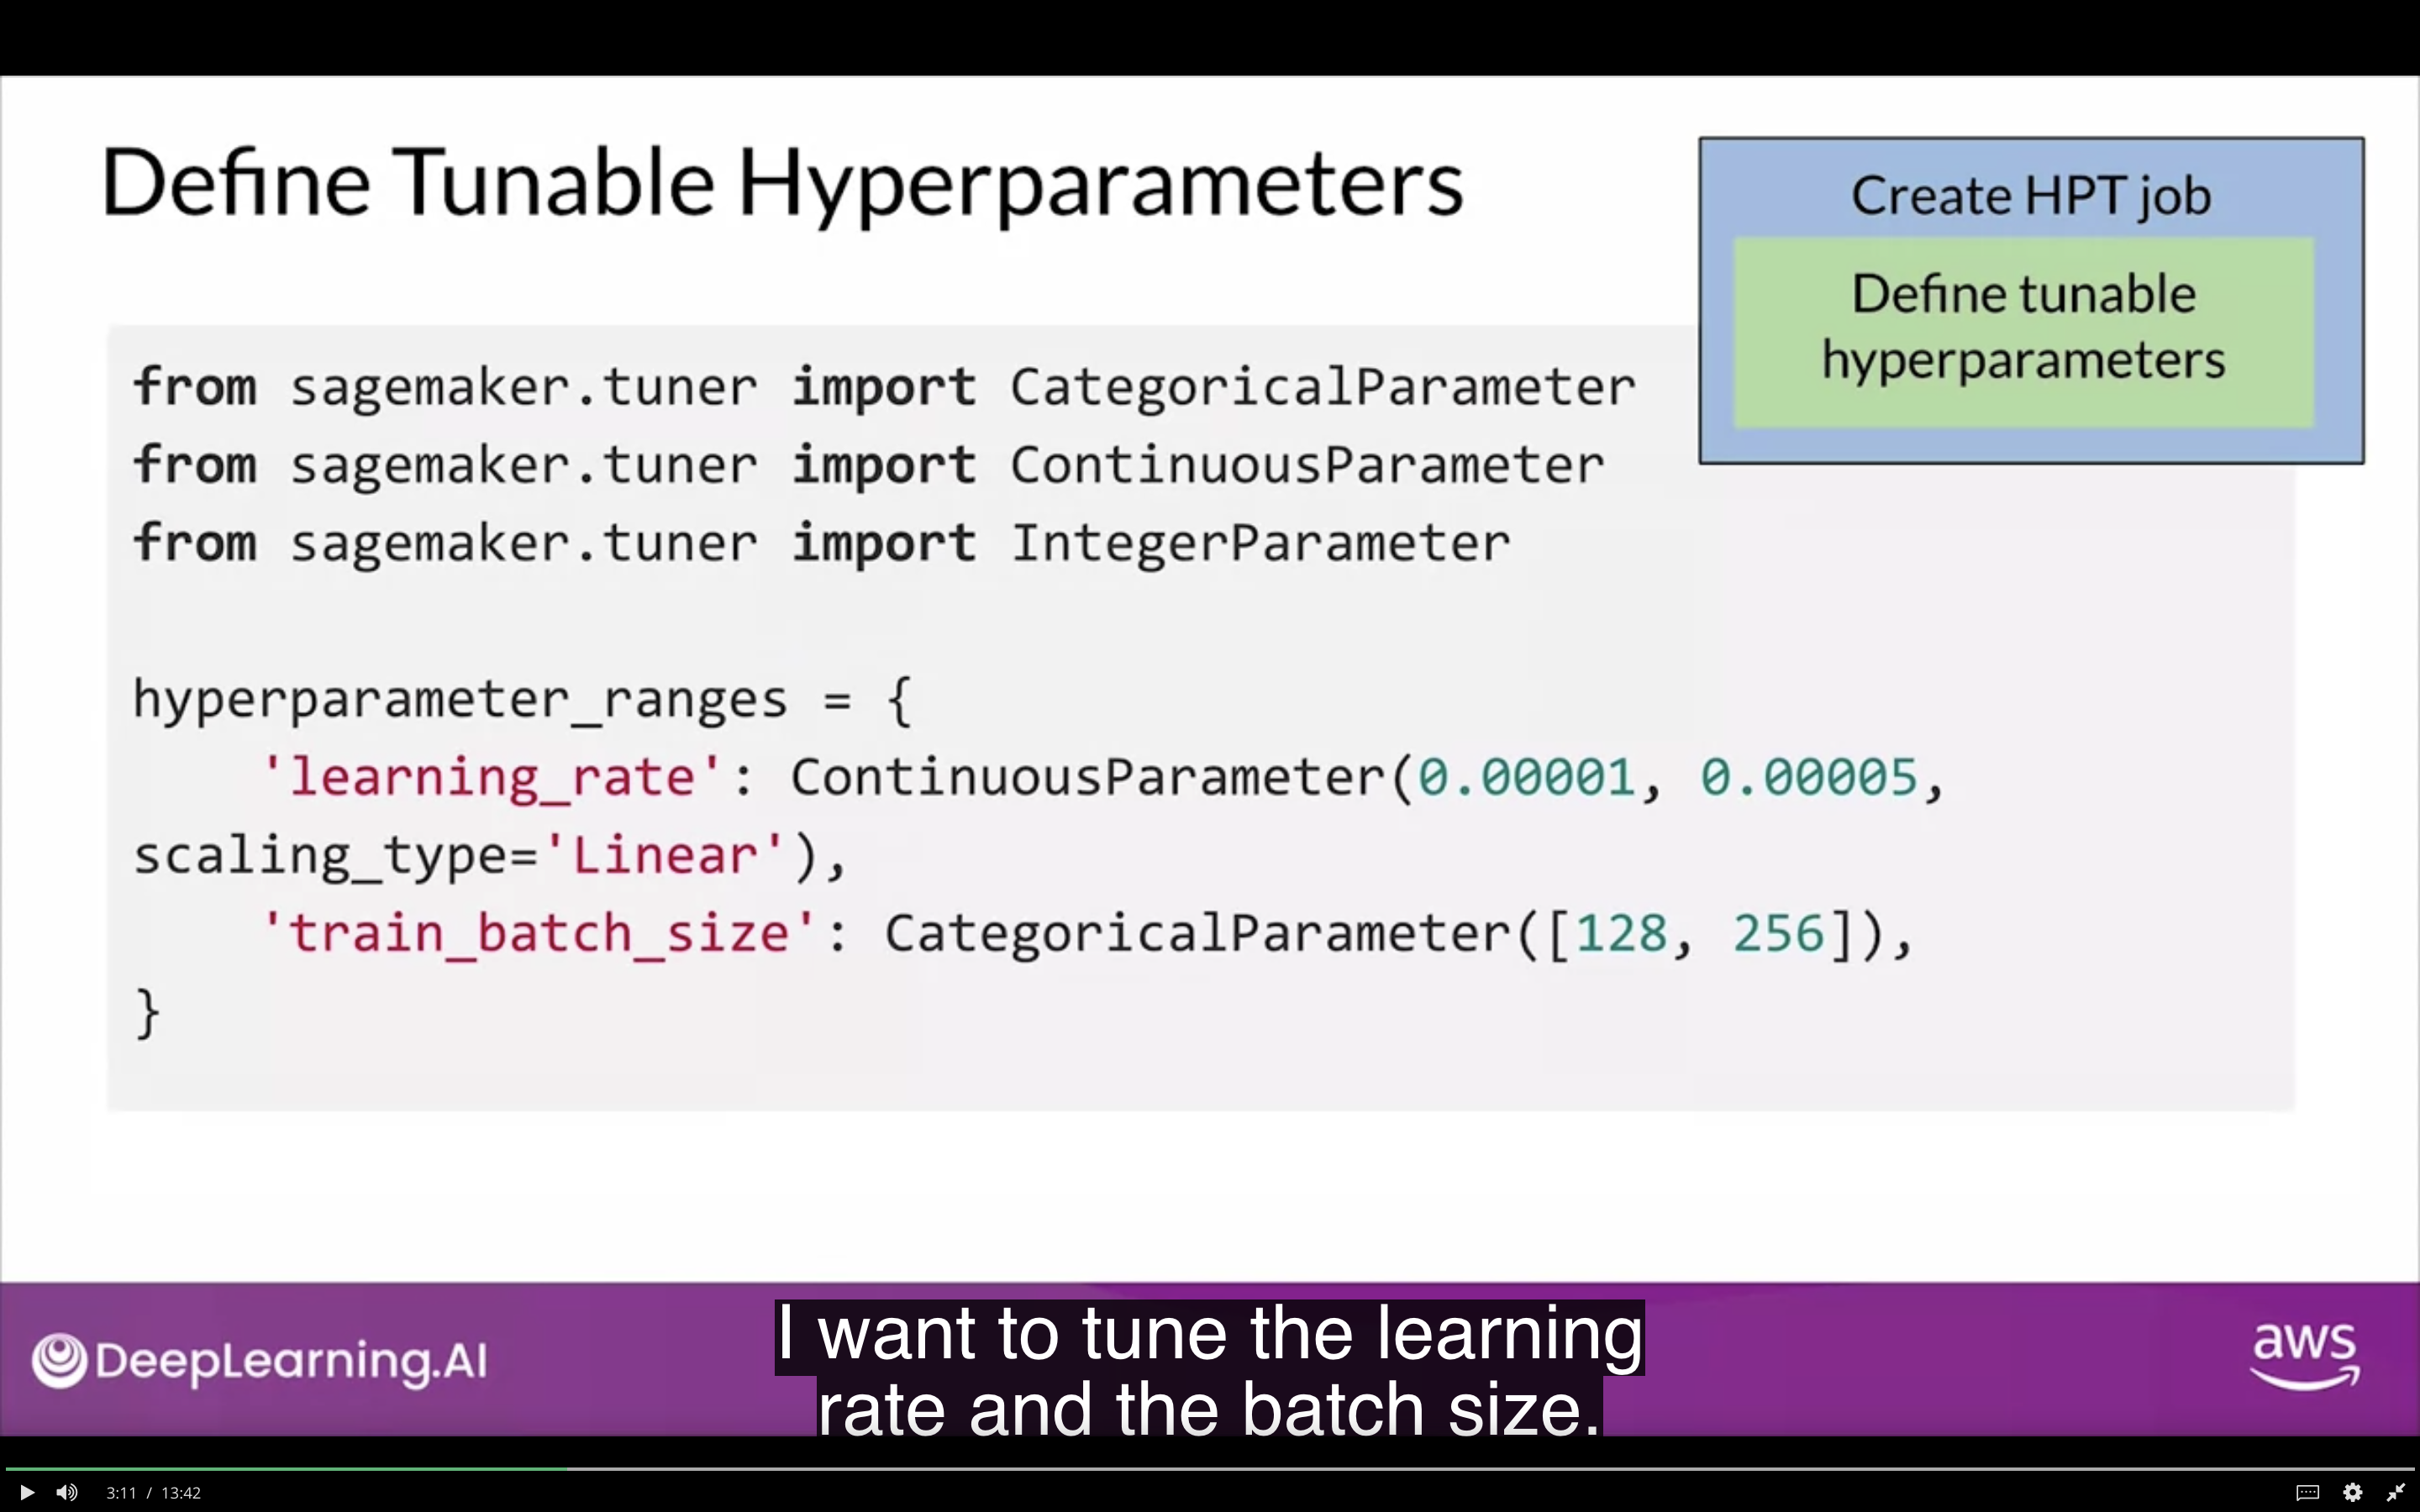 Define Tunable Hyperparameters
Create HPT job
Define tunable
hyperparameters
from sagemaker.tuner import CategoricalParameter
from sagemaker.tuner import ContinuousParameter
from sagemaker.tuner import IntegerParameter
hyperparameter_ranges = {
    'learning_rate': ContinuousParameter(0.00001, 0.00005,
scaling_type='Linear'),
    'train_batch_size': CategoricalParameter([128, 256]),
}
DeepLearning.AI
I want to tune the learning
rate and the batch size.
aws
3:11 / 13:42